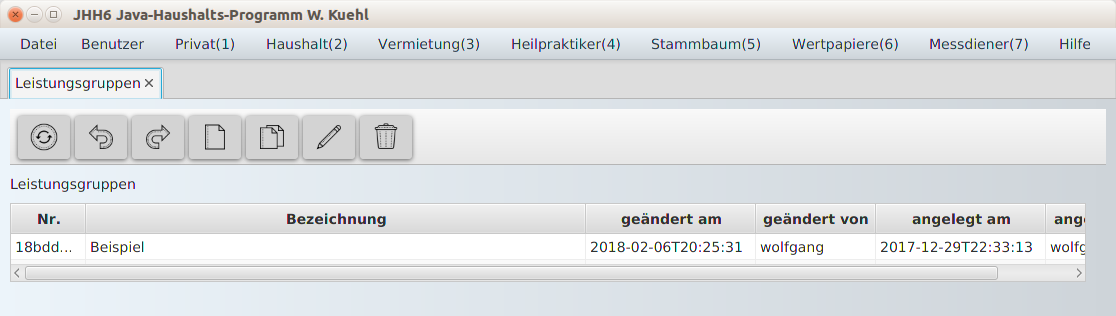 JHH6 Java-Haushalts-Programm W. Kuehl
Datei Benutzer Privat(1) Haushalt(2) Vermietung(3) Heilpraktiker(4) Stammbaum(5) Wertpapiere(6) Messdiener(7) Hilfe
Leistungsgruppen
Leistungsgruppen
Nr. Bezeichnung geändert am geändert von angelegt am ang
18bdd... Beispiel 2018-02-06T20:25:31 wolfgang 2017-12-29T22:33:13 wolfg